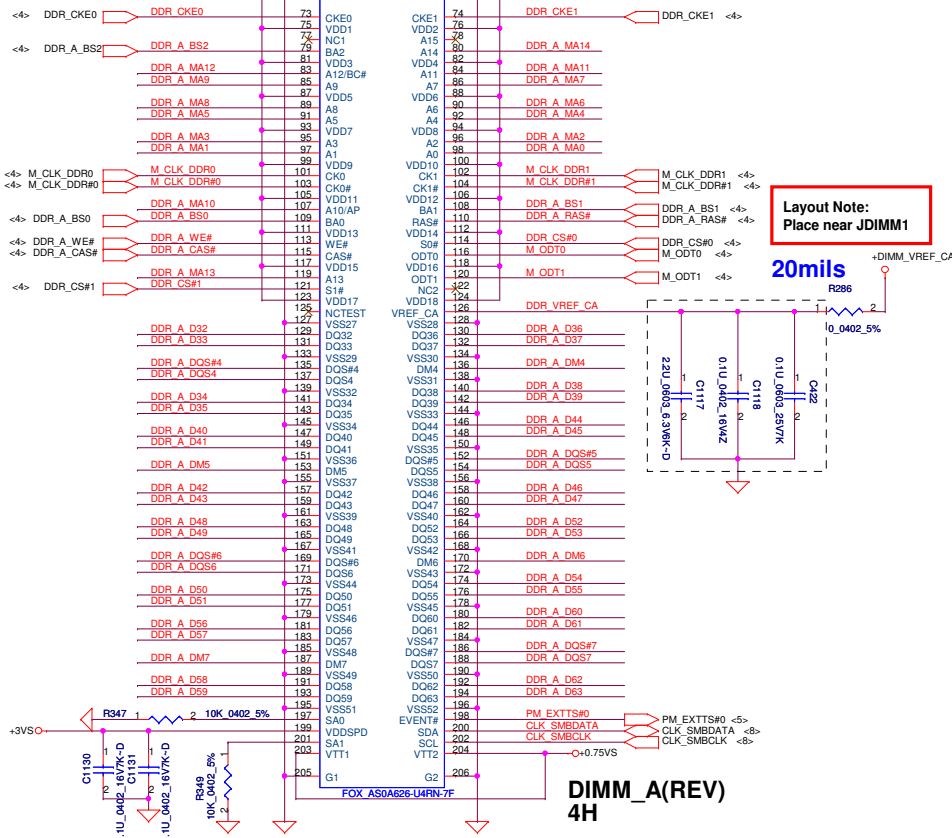 DDR_CKE0 DDR_CKE0 73 CKE0 CKE1 74 DDR_CKE1 DDR_CKE1 <4>
75 VDD1 VDD2 76
77 NC1 A15 78
<4> DDR_A_BS2 DDR_A_BS2 79 BA2 A14 80 DDR_A_MA14
81 VDD3 VDD4 82
DDR_A_MA12 83 A12/BC# A11 84 DDR_A_MA11
DDR_A_MA9 85 A9 A7 86 DDR_A_MA7
87 VDD5 VDD6 88
DDR_A_MA8 89 A8 A6 90 DDR_A_MA6
DDR_A_MA5 91 A5 A4 92 DDR_A_MA4
93 VDD7 VDD8 94
DDR_A_MA3 95 A3 A2 96 DDR_A_MA2
DDR_A_MA1 97 A1 A0 98 DDR_A_MA0
99 VDD9 VDD10 100
<4> M_CLK_DDR0 M_CLK_DDR0 101 CK0 CK1 102 M_CLK_DDR1 M_CLK_DDR1 <4>
<4> M_CLK_DDR#0 M_CLK_DDR#0 103 CK0# CK1# 104 M_CLK_DDR#1 M_CLK_DDR#1 <4>
105 VDD11 VDD12 106
DDR_A_MA10 107 A10/AP BA1 108 DDR_A_BS1 DDR_A_BS1 <4>
<4> DDR_A_BS0 DDR_A_BS0 109 BA0 RAS# 110 DDR_A_RAS# DDR_A_RAS# <4>
111 VDD13 VDD14 112
<4> DDR_A_WE# DDR_A_WE# 113 WE# S0# 114 DDR_CS#0 DDR_CS#0 <4>
<4> DDR_A_CAS# DDR_A_CAS# 115 CAS# ODT0 116 M_ODT0 M_ODT0 <4>
117 VDD15 VDD16 118
DDR_A_MA13 119 A13 ODT1 120 M_ODT1 M_ODT1 <4>
<4> DDR_CS#1 DDR_CS#1 121 S1# NC2 122
123 VDD17 VDD18 124
125 NCTEST VREF_CA 126 DDR_VREF_CA
127 VSS27 VSS28 128
DDR_A_D32 129 DQ32 DQ36 130 DDR_A_D36
DDR_A_D33 131 DQ33 DQ37 132 DDR_A_D37
133 VSS29 VSS30 134
DDR_A_DQS#4 135 DQS#4 DM4 136 DDR_A_DM4
DDR_A_DQS4 137 DQS4 VSS31 138
139 VSS32 DQ38 140 DDR_A_D38
DDR_A_D34 141 DQ34 DQ39 142 DDR_A_D39
DDR_A_D35 143 DQ35 VSS33 144
145 VSS34 DQ44 146 DDR_A_D44
DDR_A_D40 147 DQ40 DQ45 148 DDR_A_D45
DDR_A_D41 149 DQ41 VSS35 150
151 VSS36 DQS#5 152 DDR_A_DQS#5
DDR_A_DM5 153 DM5 DQS5 154 DDR_A_DQS5
155 VSS37 VSS38 156
DDR_A_D42 157 DQ42 DQ46 158 DDR_A_D46
DDR_A_D43 159 DQ43 DQ47 160 DDR_A_D47
161 VSS39 VSS40 162
DDR_A_D48 163 DQ48 DQ52 164 DDR_A_D52
DDR_A_D49 165 DQ49 DQ53 166 DDR_A_D53
167 VSS41 VSS42 168
DDR_A_DQS#6 169 DQS#6 DM6 170 DDR_A_DM6
DDR_A_DQS6 171 DQS6 VSS43 172
173 VSS44 DQ54 174 DDR_A_D54
DDR_A_D50 175 DQ50 DQ55 176 DDR_A_D55
DDR_A_D51 177 DQ51 VSS45 178
179 VSS46 DQ60 180 DDR_A_D60
DDR_A_D56 181 DQ56 DQ61 182 DDR_A_D61
DDR_A_D57 183 DQ57 VSS47 184
185 VSS48 DQS#7 186 DDR_A_DQS#7
DDR_A_DM7 187 DM7 DQS7 188 DDR_A_DQS7
189 VSS49 VSS50 190
DDR_A_D58 191 DQ58 DQ62 192 DDR_A_D62
DDR_A_D59 193 DQ59 DQ63 194 DDR_A_D63
195 VSS51 VSS52 196
R347 1 2 10K_0402_5% 197 SA0 EVENT# 198 PM_EXTTS#0 PM_EXTTS#0 <5>
+3VS 199 VDDSPD SDA 200 CLK_SMBDATA CLK_SMBDATA <8>
201 SA1 SCL 202 CLK_SMBCLK CLK_SMBCLK <8>
203 VTT1 VTT2 204 +0.75VS
205 G1 G2 206
FOX_AS0A626-U4RN-7F
DIMM_A(REV)
4H
Layout Note:
Place near JDIMM1
20mils
+DIMM_VREF_CA
R286
1 2
0_0402_5%
1 C1117 2
2.2U_0603_6.3V6K~D
1 C1118 2
0.1U_0402_16V4Z
1 C422 2
0.1U_0603_25V7K
1 C1130 2
.1U_0402_16V7K~D
1 C1131 2
.1U_0402_16V7K~D
1 R349 2
10K_0402_5%